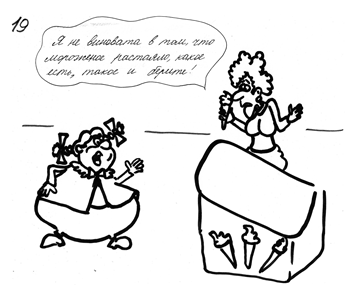 19
Я не виновата в том, что
мороженое растаяло, какое
есть, такое и берите!